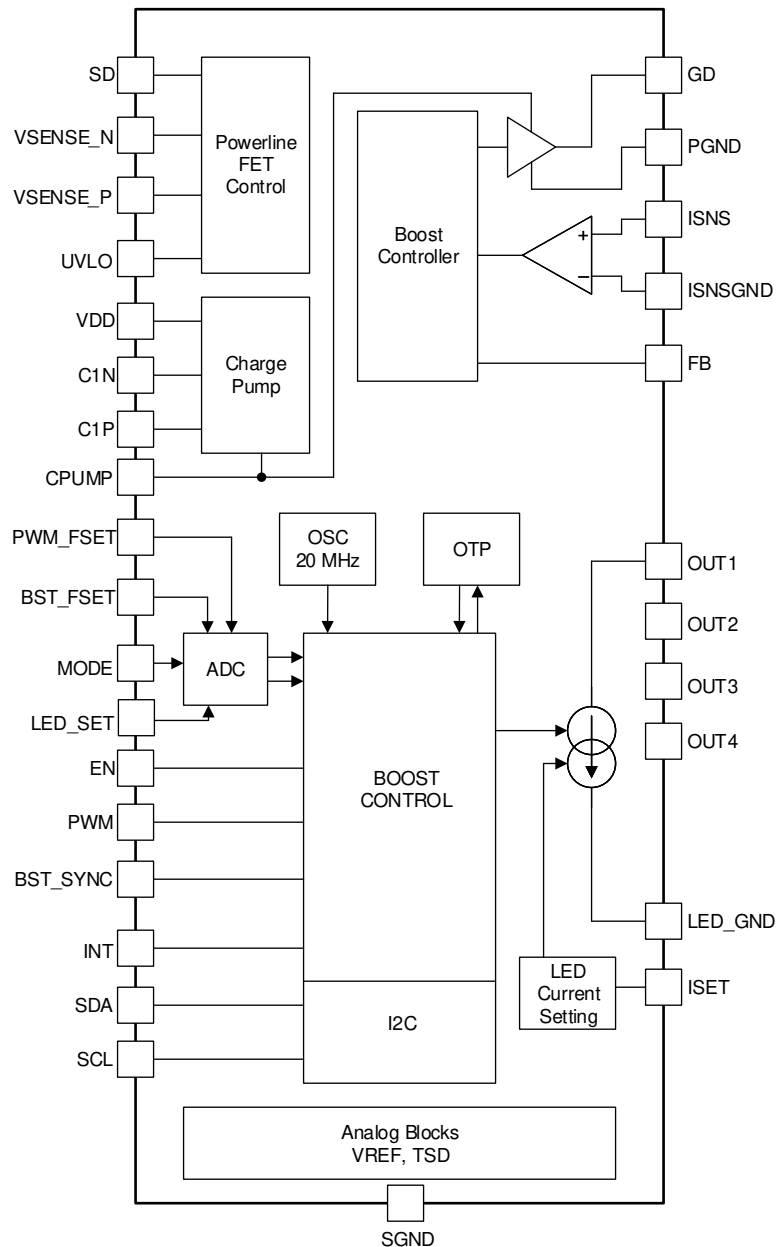 SD
VSENSE_N
VSENSE_P
UVLO
VDD
C1N
C1P
CPUMP
PWM_FSET
BST_FSET
MODE
LED_SET
EN
PWM
BST_SYNC
INT
SDA
SCL
Powerline
FET
Control
Charge
Pump
Boost
Controller
+
−
GD
PGND
ISNS
ISNSGND
FB
OSC
20 MHz
OTP
ADC
BOOST
CONTROL
I2C
OUT1
OUT2
OUT3
OUT4
LED_GND
ISET
LED
Current
Setting
Analog Blocks
VREF, TSD
SGND